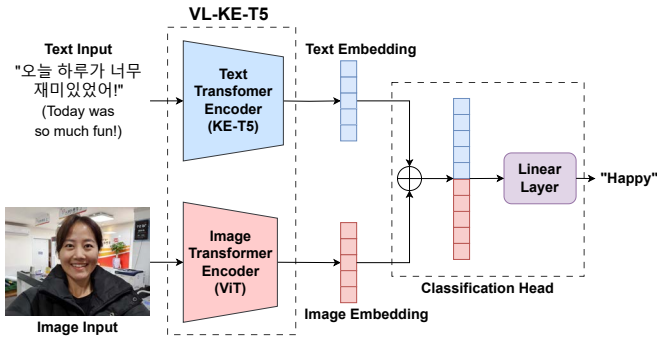 VL-KE-T5
Text Input
"오늘 하루가 너무
재미있었어!"
(Today was
so much fun!)
Text
Transfomer
Encoder
(KE-T5)
Text Embedding
Linear
Layer
"Happy"
Image
Transformer
Encoder
(ViT)
Classification Head
Image Input
Image Embedding